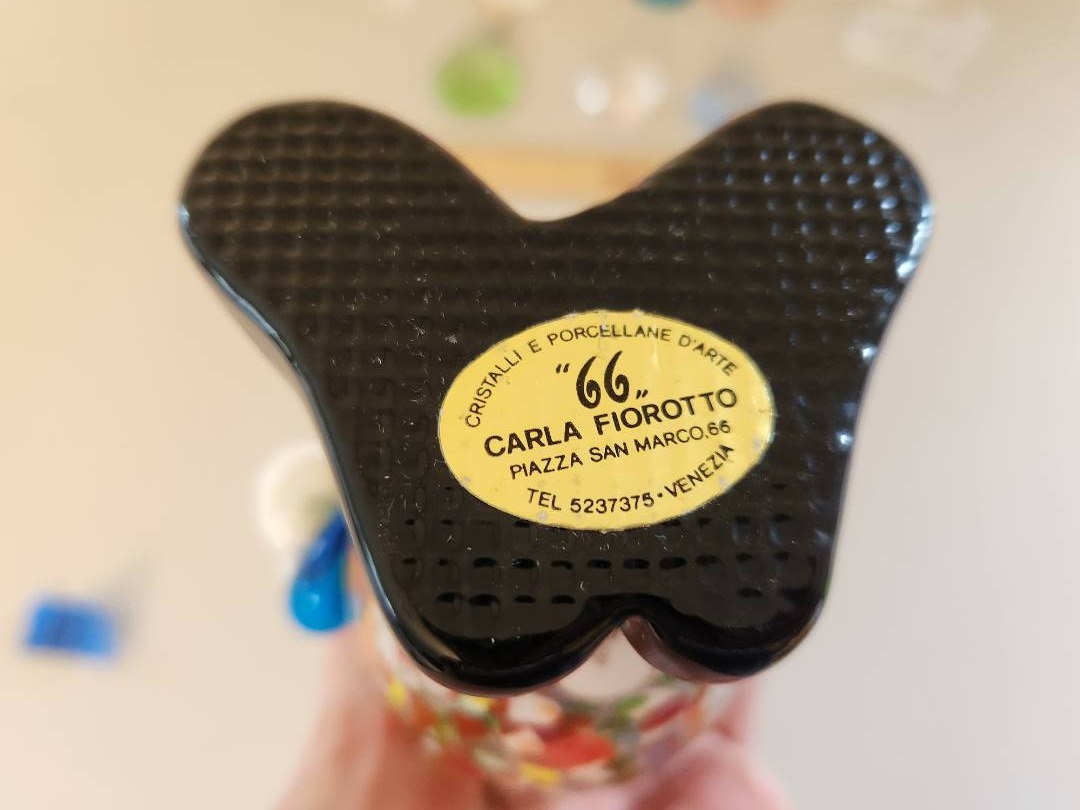 CRISTALLI E PORCELLANE D'ARTE
“66„
CARLA FIOROTTO
PIAZZA SAN MARCO.66
TEL 5237375 • VENEZIA